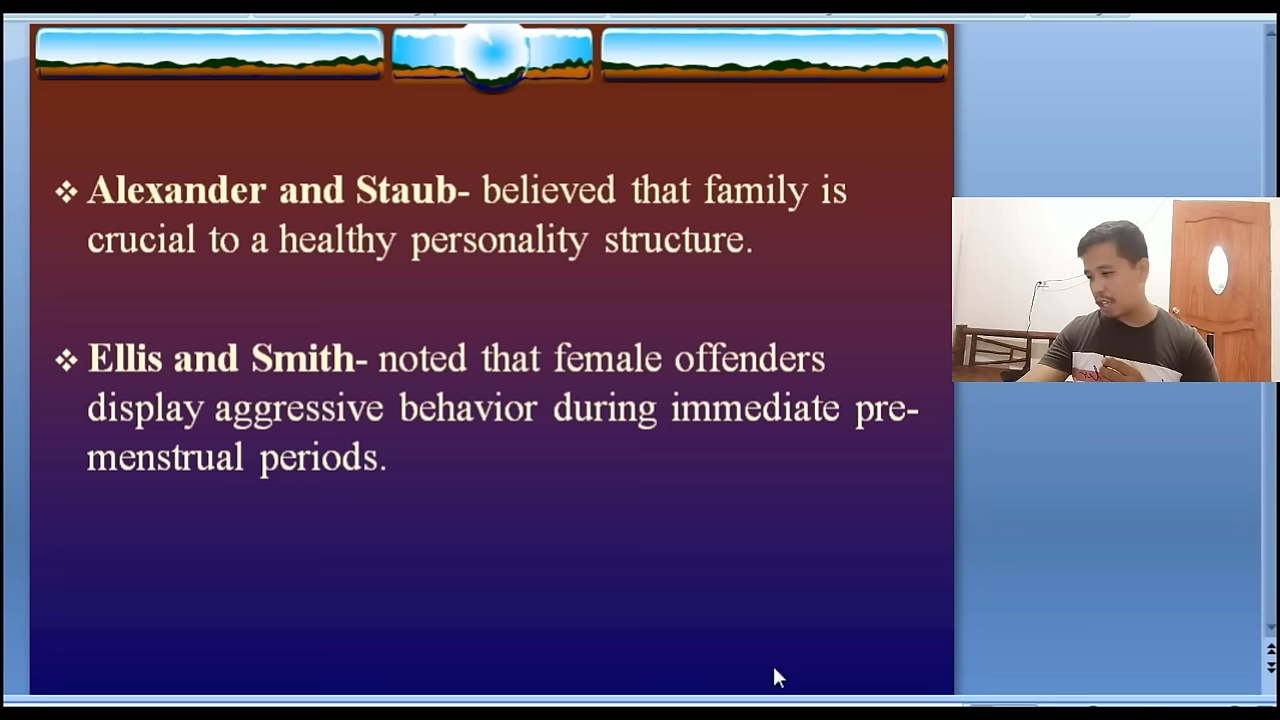 ❖ Alexander and Staub- believed that family is
crucial to a healthy personality structure.
❖ Ellis and Smith- noted that female offenders
display aggressive behavior during immediate pre-
menstrual periods.